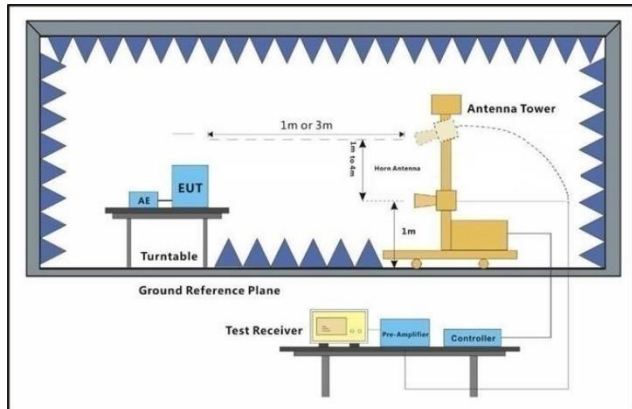 Antenna Tower
1m or 3m
1m to 4m
Horn Antenna
EUT
AE
1m
Turntable
Ground Reference Plane
Test Receiver
Pre-Amplifier
Controller